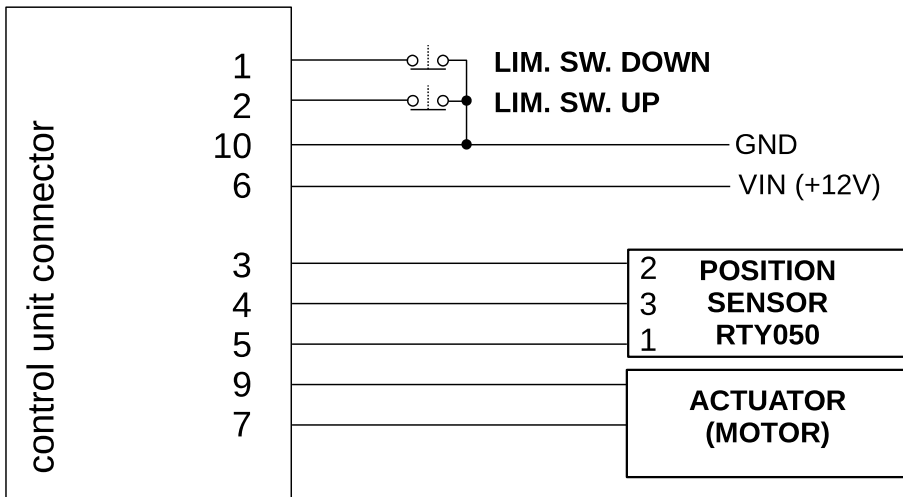 control unit connector
1
LIM. SW. DOWN
2
LIM. SW. UP
10
GND
6
VIN (+12V)
3
2
POSITION
4
3
SENSOR
5
1
RTY050
9
ACTUATOR
7
(MOTOR)